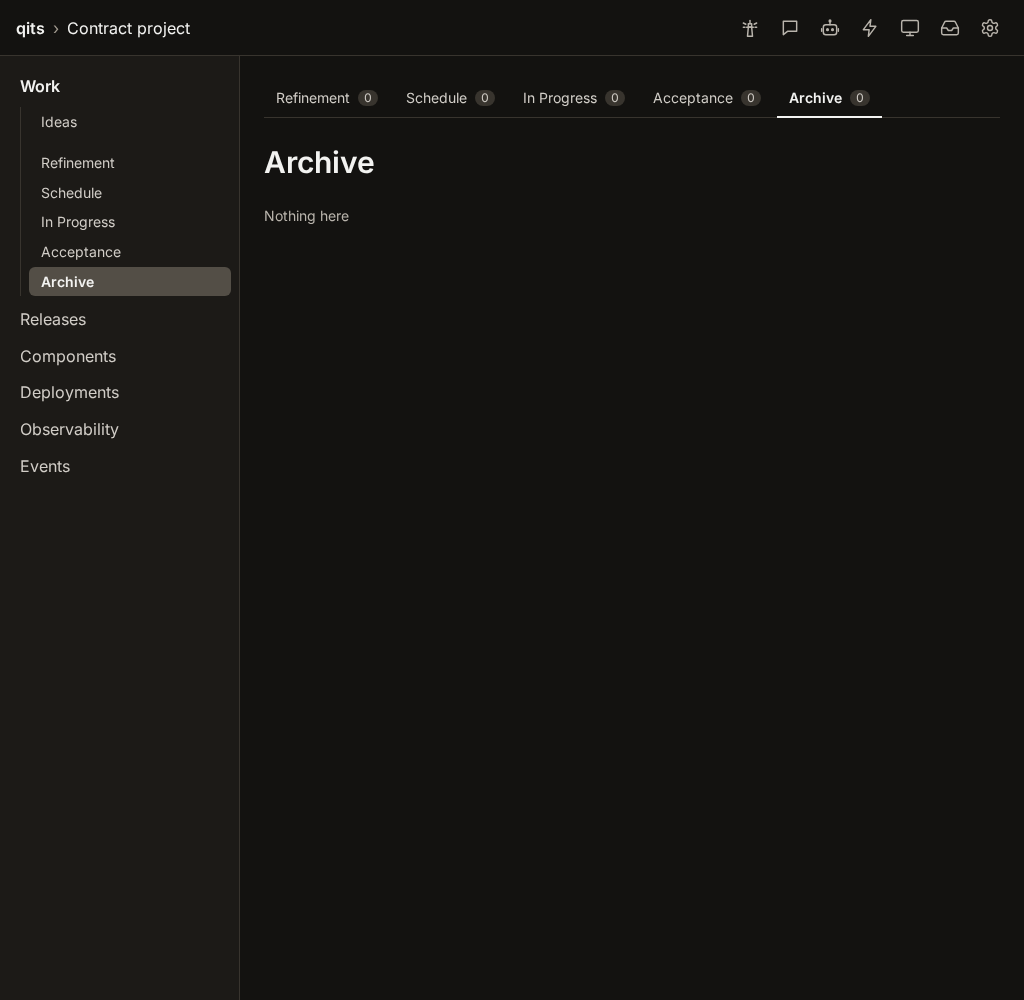 qits › Contract project
Work
Ideas
Refinement
Schedule
In Progress
Acceptance
Archive
Releases
Components
Deployments
Observability
Events
Refinement 0 Schedule 0 In Progress 0 Acceptance 0 Archive 0
Archive
Nothing here